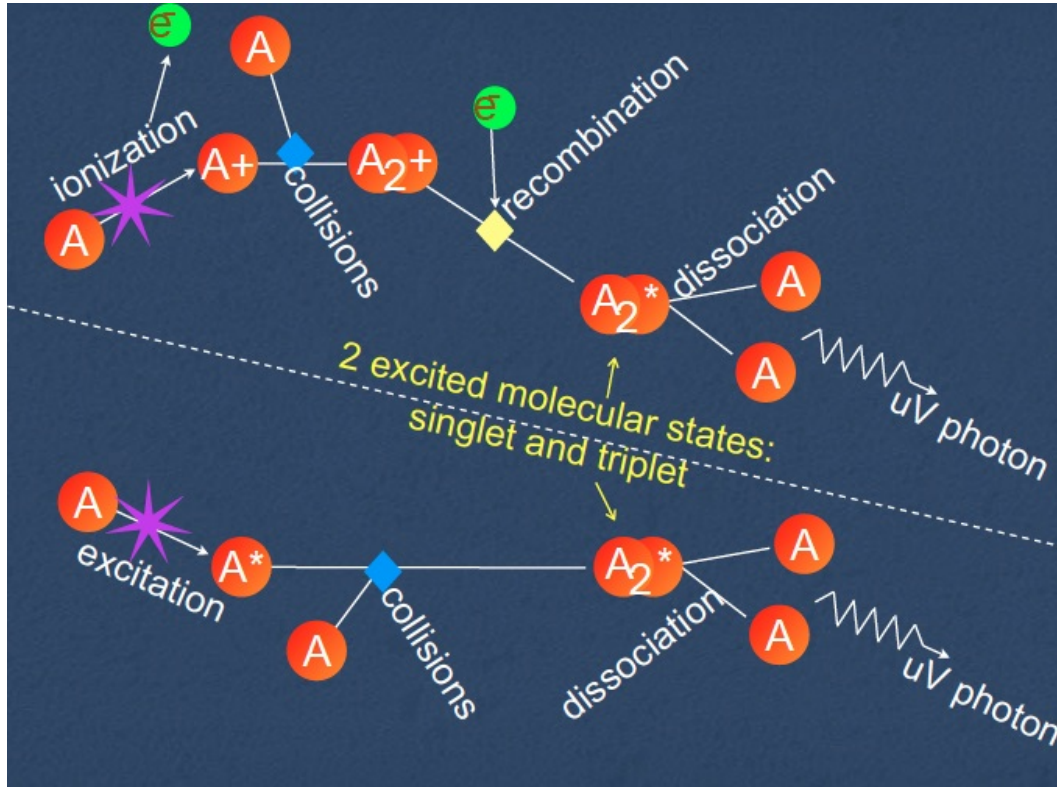 e-
A
e-
ionization
A+
A2+
recombination
collisions
A
dissociation
A
A2*
A
uV photon
2 excited molecular states:
singlet and triplet
A
excitation
A*
A2*
A
collisions
A
dissociation
A
uV photon